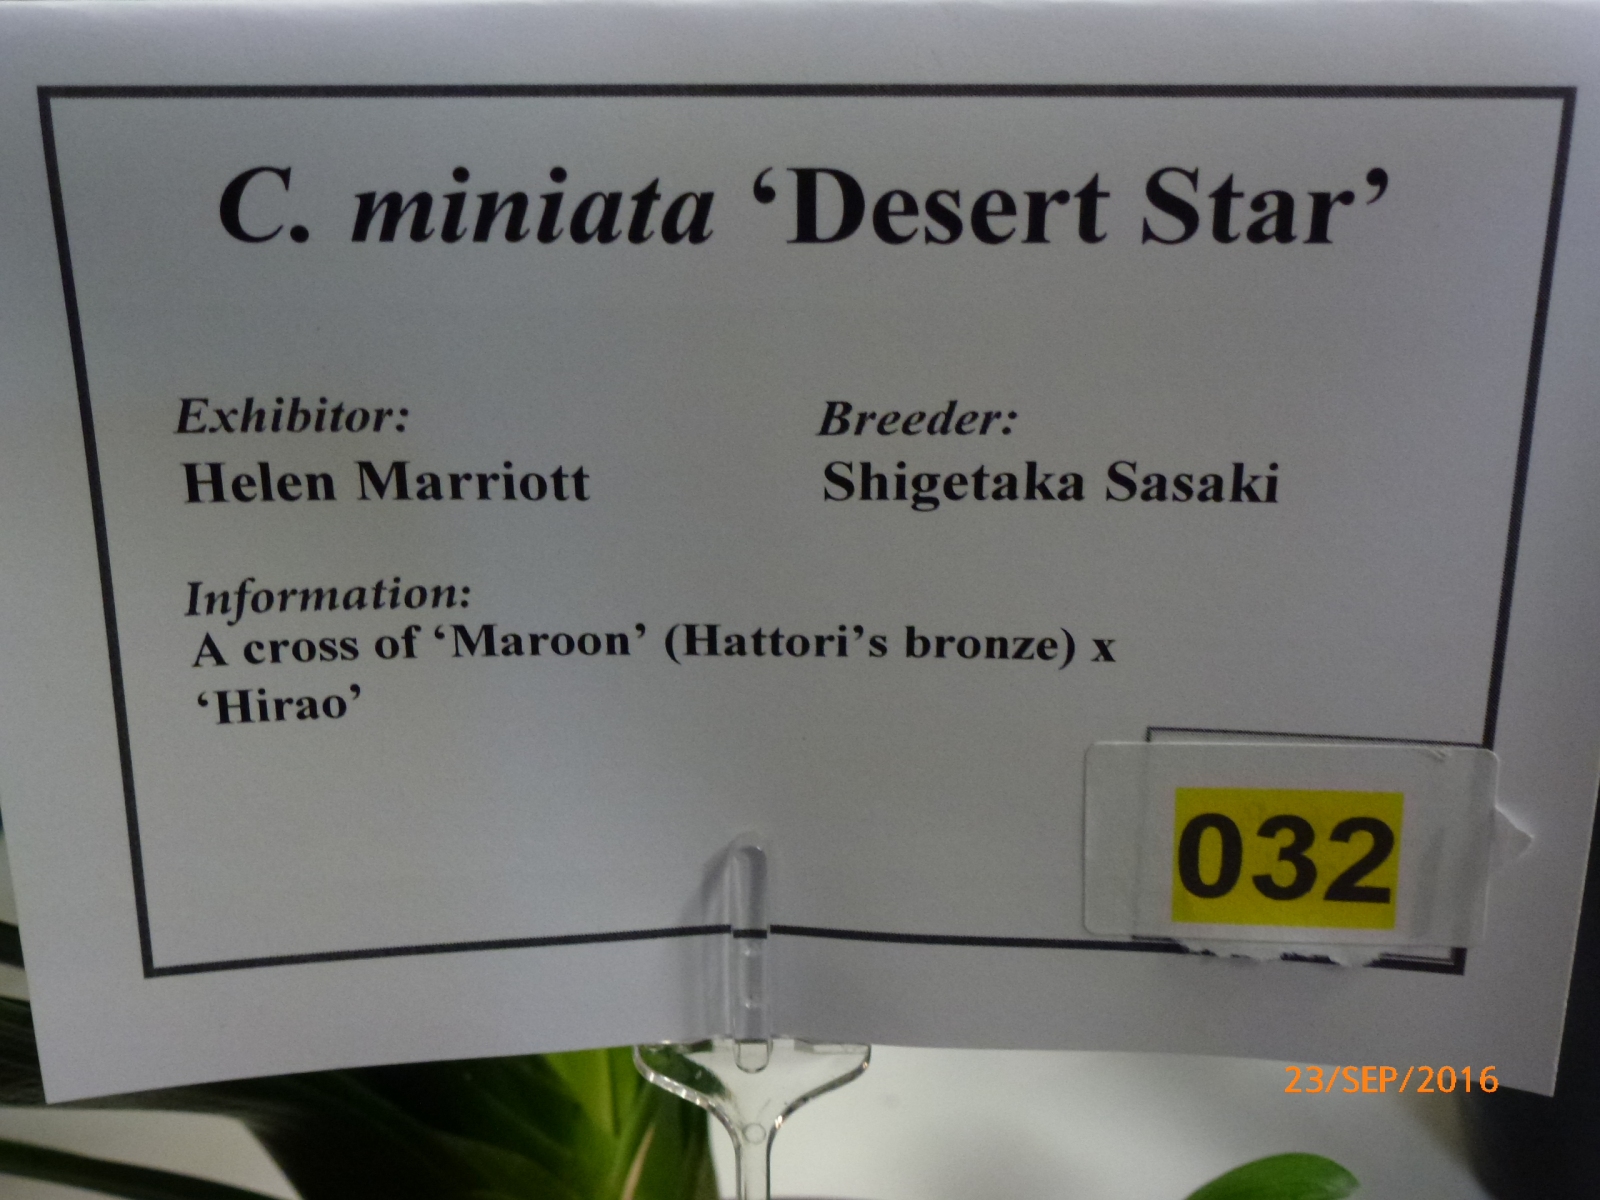 C. miniata ‘Desert Star’
Exhibitor:
Helen Marriott
Breeder:
Shigetaka Sasaki
Information:
A cross of ‘Maroon’ (Hattori’s bronze) x
‘Hirao’
032
23/SEP/2016